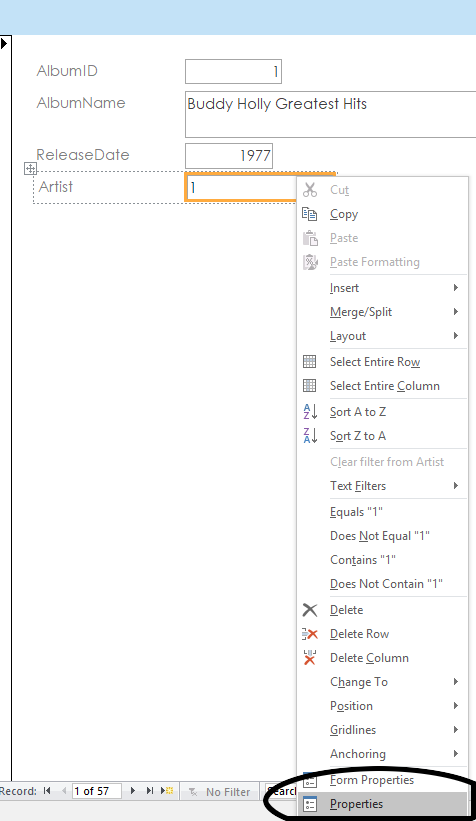 AlbumID 1
AlbumName Buddy Holly Greatest Hits
ReleaseDate 1977
Artist 1
Cut
Copy
Paste
Paste Formatting
Insert
Merge/Split
Layout
Select Entire Row
Select Entire Column
Sort A to Z
Sort Z to A
Clear filter from Artist
Text Filters
Equals "1"
Does Not Equal "1"
Contains "1"
Does Not Contain "1"
Delete
Delete Row
Delete Column
Change To
Position
Gridlines
Anchoring
Form Properties
Properties
Record: 1 of 57 No Filter Search